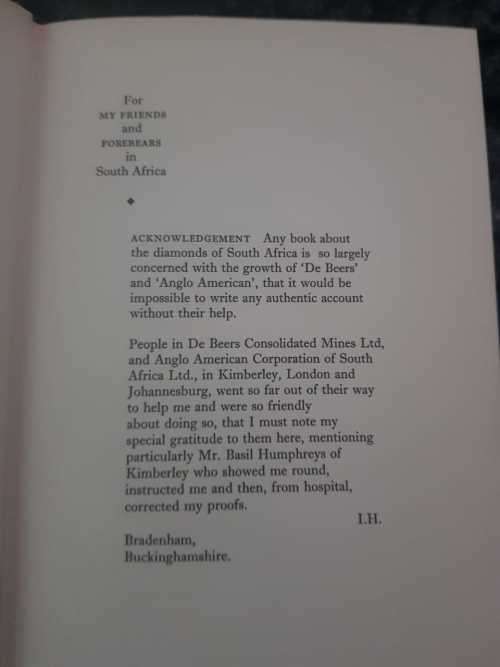 For
MY FRIENDS
and
FOREBEARS
in
South Africa
ACKNOWLEDGEMENT Any book about
the diamonds of South Africa is so largely
concerned with the growth of ‘De Beers’
and ‘Anglo American’, that it would be
impossible to write any authentic account
without their help.
People in De Beers Consolidated Mines Ltd,
and Anglo American Corporation of South
Africa Ltd., in Kimberley, London and
Johannesburg, went so far out of their way
to help me and were so friendly
about doing so, that I must note my
special gratitude to them here, mentioning
particularly Mr. Basil Humphreys of
Kimberley who showed me round,
instructed me and then, from hospital,
corrected my proofs.
I.H.
Bradenham,
Buckinghamshire.